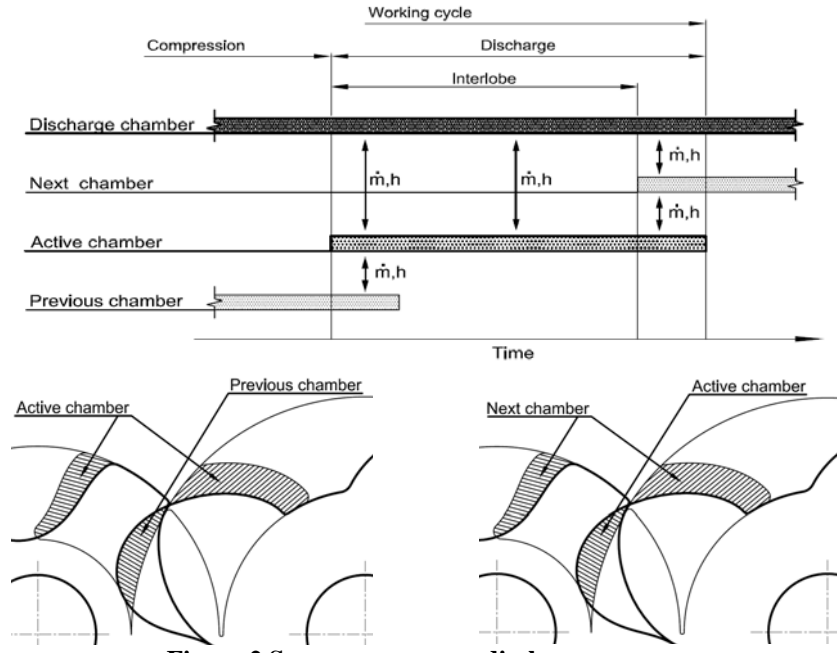 Working cycle
Compression
Discharge
Interlobe
Discharge chamber
ṁ,h
Next chamber
ṁ,h
ṁ,h
ṁ,h
Active chamber
ṁ,h
Previous chamber
Time
Previous chamber
Active chamber
Active chamber
Next chamber